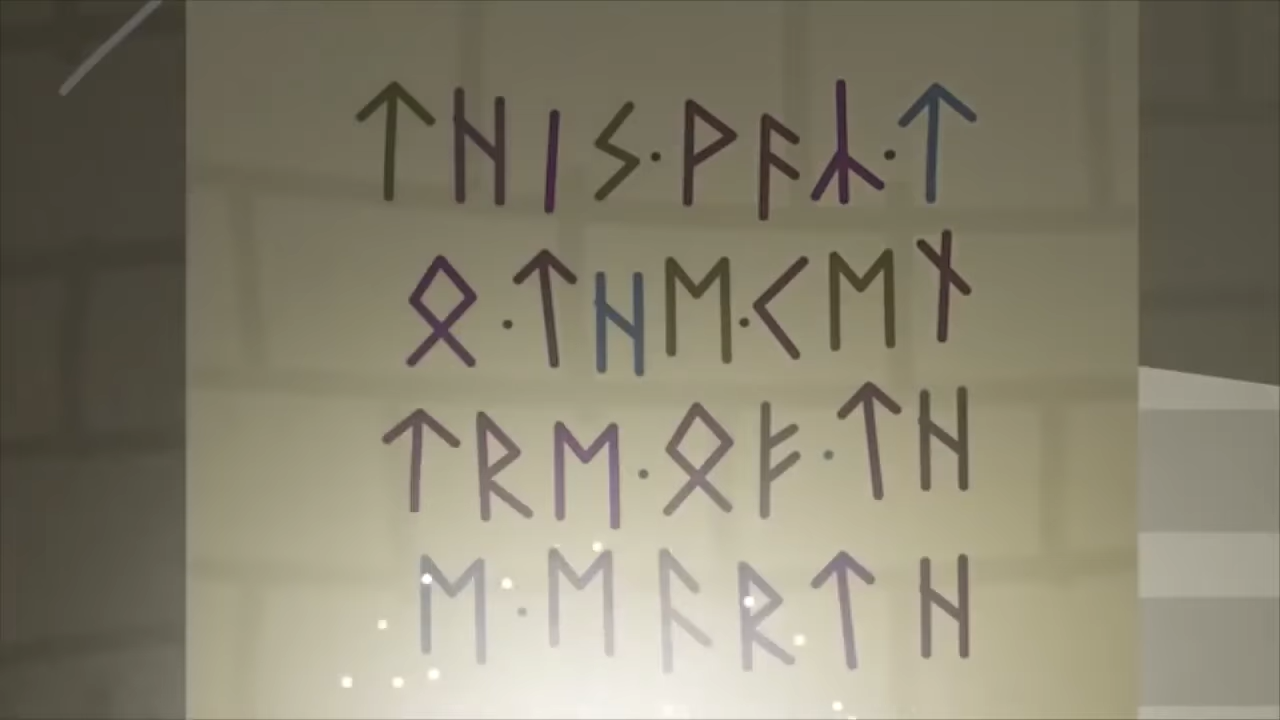 ᛏᚺᛁᛊ᛫ᚹᚨᛦ᛫ᛏ
ᛟ᛫ᛏᚺᛖ᛫ᚲᛖᚾ
ᛏᚱᛖ᛫ᛟᚠ᛫ᛏᚺ
ᛖ᛫ᛖᚨᚱᛏᚺ